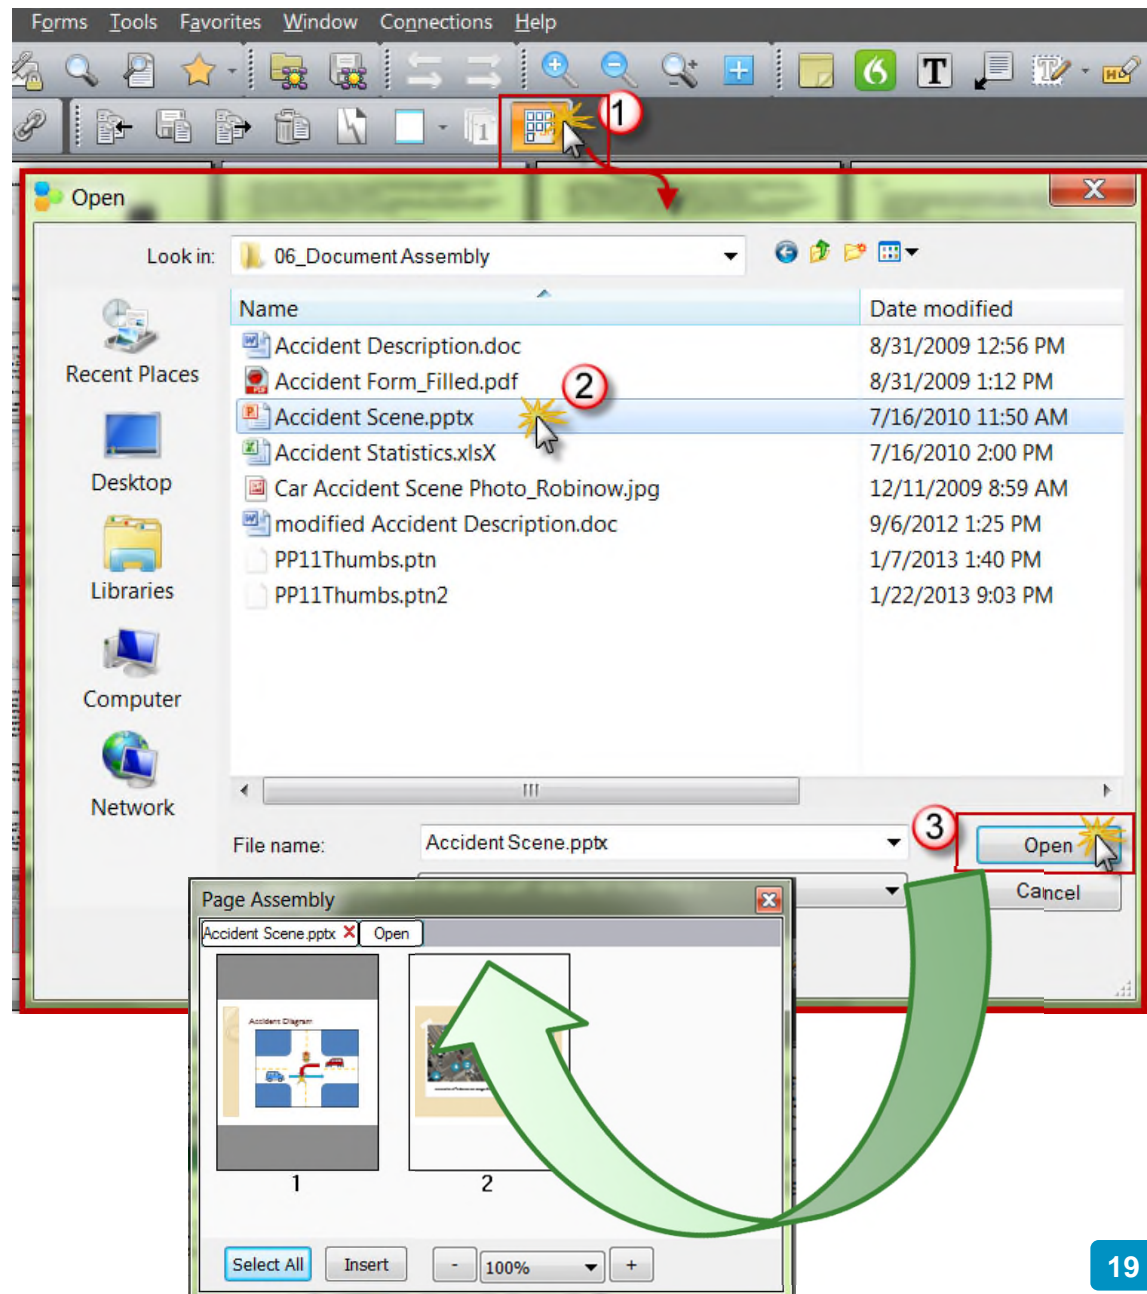 Forms Tools Favorites Window Connections Help
T
1
1
Open
X
Look in: 06_Document Assembly
Name Date modified
Recent Places
Desktop
Libraries
Computer
Network
Accident Description.doc 8/31/2009 12:56 PM
Accident Form_Filled.pdf 8/31/2009 1:12 PM
2
Accident Scene.pptx 7/16/2010 11:50 AM
Accident Statistics.xlsX 7/16/2010 2:00 PM
Car Accident Scene Photo_Robinow.jpg 12/11/2009 8:59 AM
modified Accident Description.doc 9/6/2012 1:25 PM
PP11Thumbs.ptn 1/7/2013 1:40 PM
PP11Thumbs.ptn2 1/22/2013 9:03 PM
File name: Accident Scene.pptx
3
Open
Cancel
Page Assembly
Accident Scene.pptx X Open
Accident Diagram
1 2
Select All Insert - 100% +
19